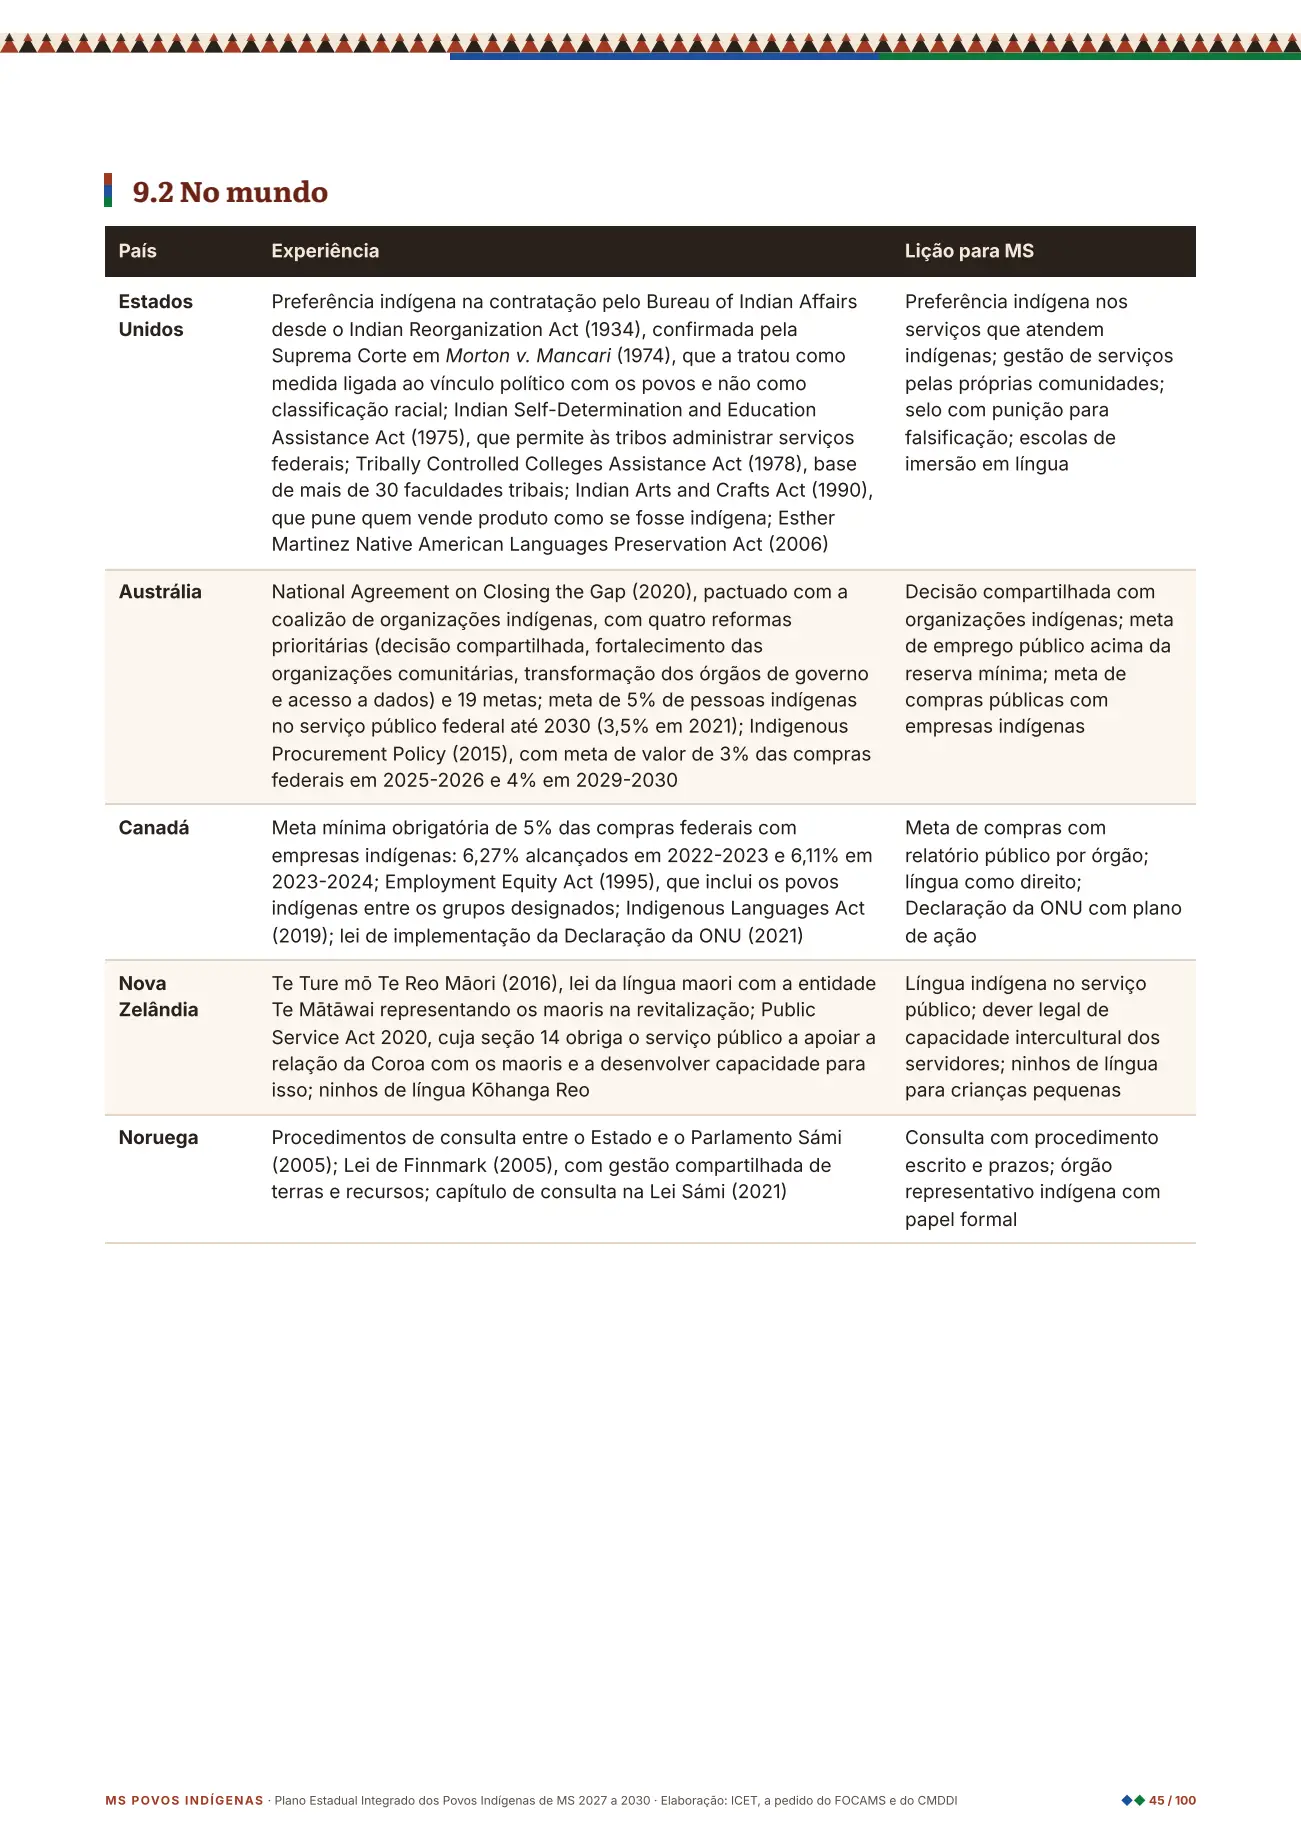 9.2 No mundo
País
Experiência
Lição para MS
Estados
Unidos
Preferência indígena na contratação pelo Bureau of Indian Affairs
desde o Indian Reorganization Act (1934), confirmada pela
Suprema Corte em Morton v. Mancari (1974), que a tratou como
medida ligada ao vínculo político com os povos e não como
classificação racial; Indian Self-Determination and Education
Assistance Act (1975), que permite às tribos administrar serviços
federais; Tribally Controlled Colleges Assistance Act (1978), base
de mais de 30 faculdades tribais; Indian Arts and Crafts Act (1990),
que pune quem vende produto como se fosse indígena; Esther
Martinez Native American Languages Preservation Act (2006)
Preferência indígena nos
serviços que atendem
indígenas; gestão de serviços
pelas próprias comunidades;
selo com punição para
falsificação; escolas de
imersão em língua
Austrália
National Agreement on Closing the Gap (2020), pactuado com a
coalizão de organizações indígenas, com quatro reformas
prioritárias (decisão compartilhada, fortalecimento das
organizações comunitárias, transformação dos órgãos de governo
e acesso a dados) e 19 metas; meta de 5% de pessoas indígenas
no serviço público federal até 2030 (3,5% em 2021); Indigenous
Procurement Policy (2015), com meta de valor de 3% das compras
federais em 2025-2026 e 4% em 2029-2030
Decisão compartilhada com
organizações indígenas; meta
de emprego público acima da
reserva mínima; meta de
compras públicas com
empresas indígenas
Canadá
Meta mínima obrigatória de 5% das compras federais com
empresas indígenas: 6,27% alcançados em 2022-2023 e 6,11% em
2023-2024; Employment Equity Act (1995), que inclui os povos
indígenas entre os grupos designados; Indigenous Languages Act
(2019); lei de implementação da Declaração da ONU (2021)
Meta de compras com
relatório público por órgão;
língua como direito;
Declaração da ONU com plano
de ação
Nova
Zelândia
Te Ture mō Te Reo Māori (2016), lei da língua maori com a entidade
Te Mātāwai representando os maoris na revitalização; Public
Service Act 2020, cuja seção 14 obriga o serviço público a apoiar a
relação da Coroa com os maoris e a desenvolver capacidade para
isso; ninhos de língua Kōhanga Reo
Língua indígena no serviço
público; dever legal de
capacidade intercultural dos
servidores; ninhos de língua
para crianças pequenas
Noruega
Procedimentos de consulta entre o Estado e o Parlamento Sámi
(2005); Lei de Finnmark (2005), com gestão compartilhada de
terras e recursos; capítulo de consulta na Lei Sámi (2021)
Consulta com procedimento
escrito e prazos; órgão
representativo indígena com
papel formal
MS POVOS INDÍGENAS · Plano Estadual Integrado dos Povos Indígenas de MS 2027 a 2030 · Elaboração: ICET, a pedido do FOCAMS e do CMDDI
45 / 100